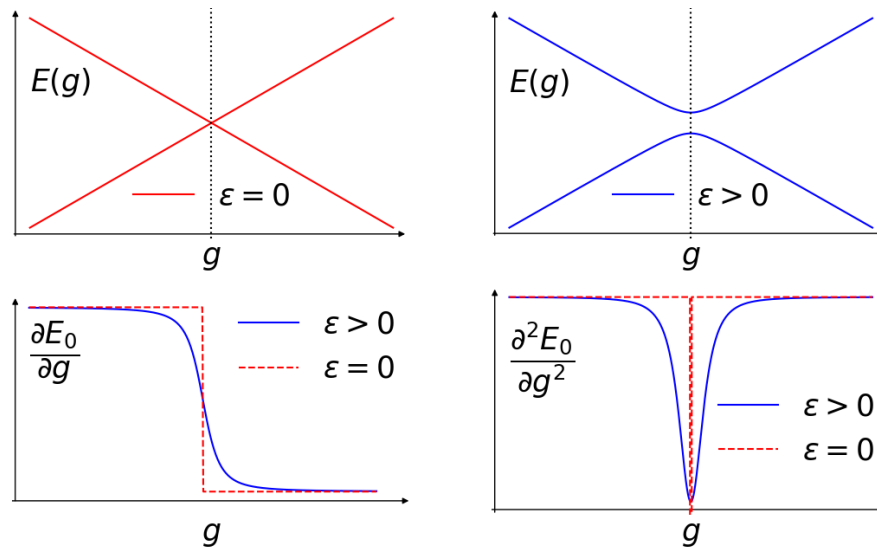 E(g)
ε = 0
g
E(g)
ε > 0
g
∂E₀
∂g
ε > 0
ε = 0
g
∂²E₀
∂g²
ε > 0
ε = 0
g